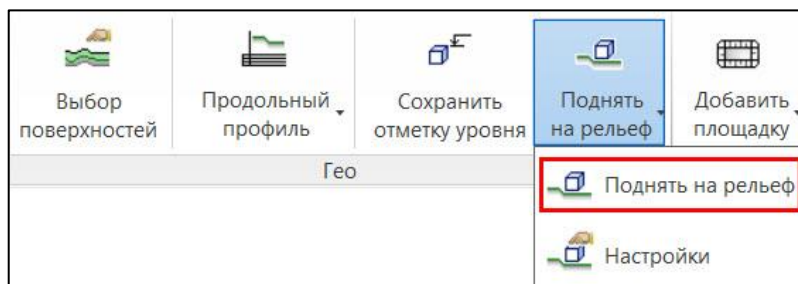 Выбор
поверхностей
Продольный
профиль
Сохранить
отметку уровня
Поднять
на рельеф
Добавить
площадку
Гео
Поднять на рельеф
Настройки